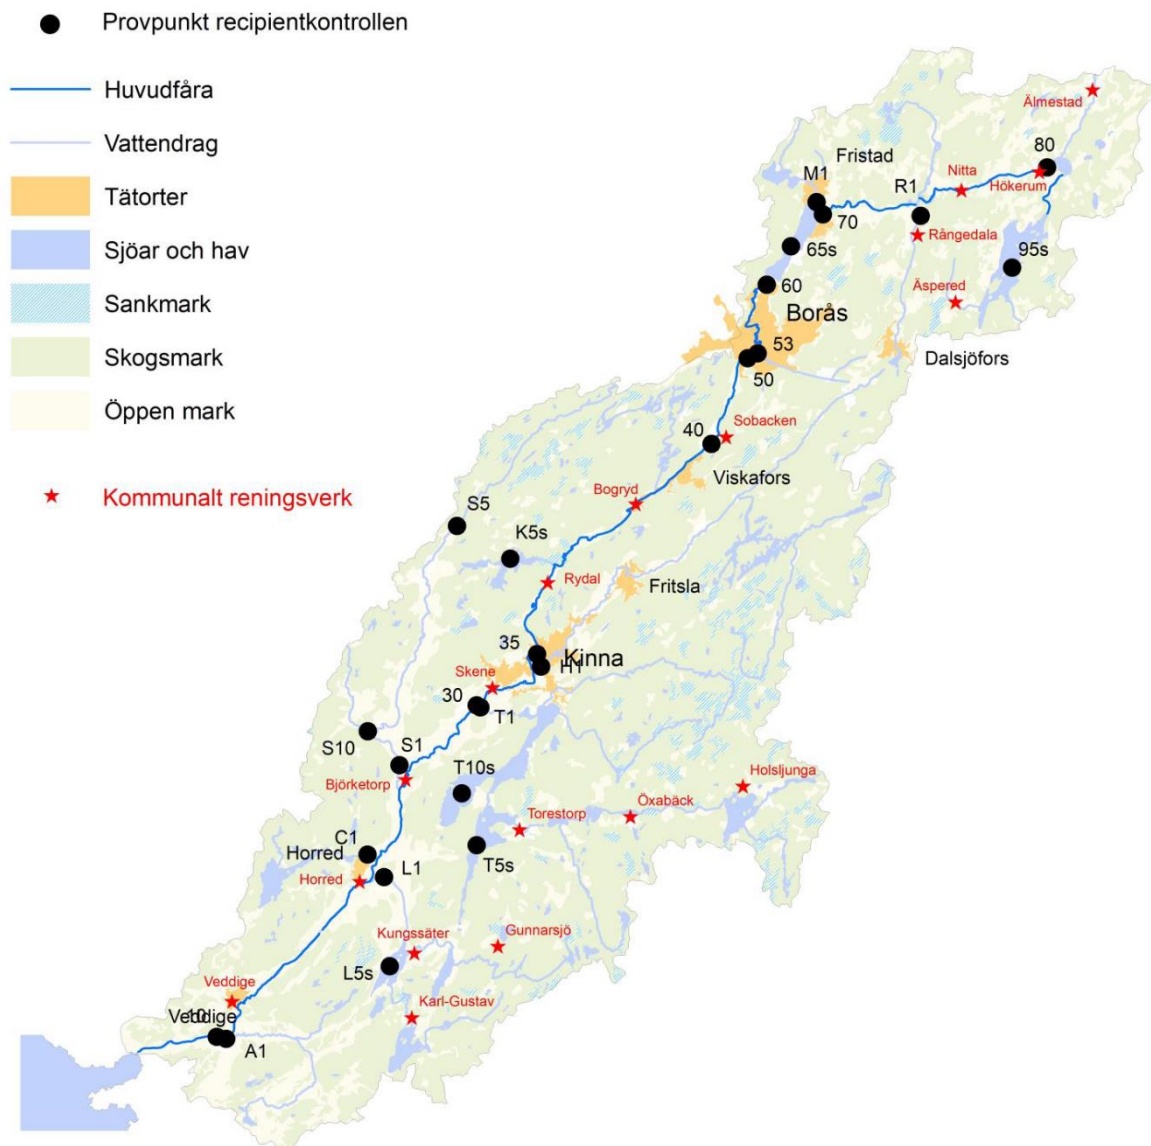 Provpunkt recipientkontrollen
Huvudfåra
Vattendrag
Tätorter
Sjöar och hav
Sankmark
Skogsmark
Öppen mark
Kommunalt reningsverk
Älmestad
80
Fristad
Nitta
M1
R1
Hökerum
70
Rångedala
65s
95s
60
Äspered
Borås
53
Dalsjöfors
50
Sobacken
40
Viskafors
Bogryd
S5
K5s
Rydal
Fritsla
35
Kinna
H1
Skene
30
T1
S10
S1
Björketorp
T10s
Holsljunga
Öxabäck
Torestorp
C1
Horred
T5s
L1
Horred
Kungssäter
Gunnarsjö
L5s
Veddige
Karl-Gustav
10
Veddige
A1